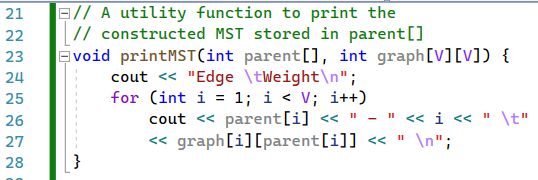 21 // A utility function to print the
22 // constructed MST stored in parent[]
23 void printMST(int parent[], int graph[V][V]) {
24     cout << "Edge \tWeight\n";
25     for (int i = 1; i < V; i++)
26         cout << parent[i] << " - " << i << " \t"
27         << graph[i][parent[i]] << " \n";
28 }